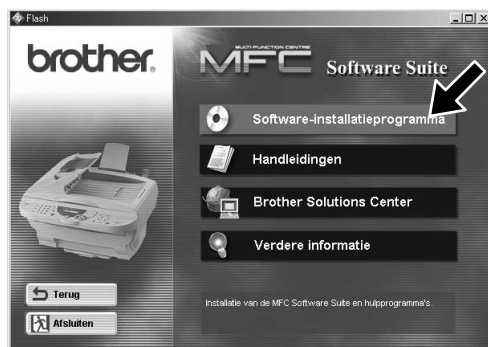 Flash
brother.
MULTI-FUNCTION CENTRE
MFC Software Suite
Software-installatieprogramma
Handleidingen
Brother Solutions Center
Verdere informatie
Terug
Afsluiten
Installatie van de MFC Software Suite en hulpprogramma's.